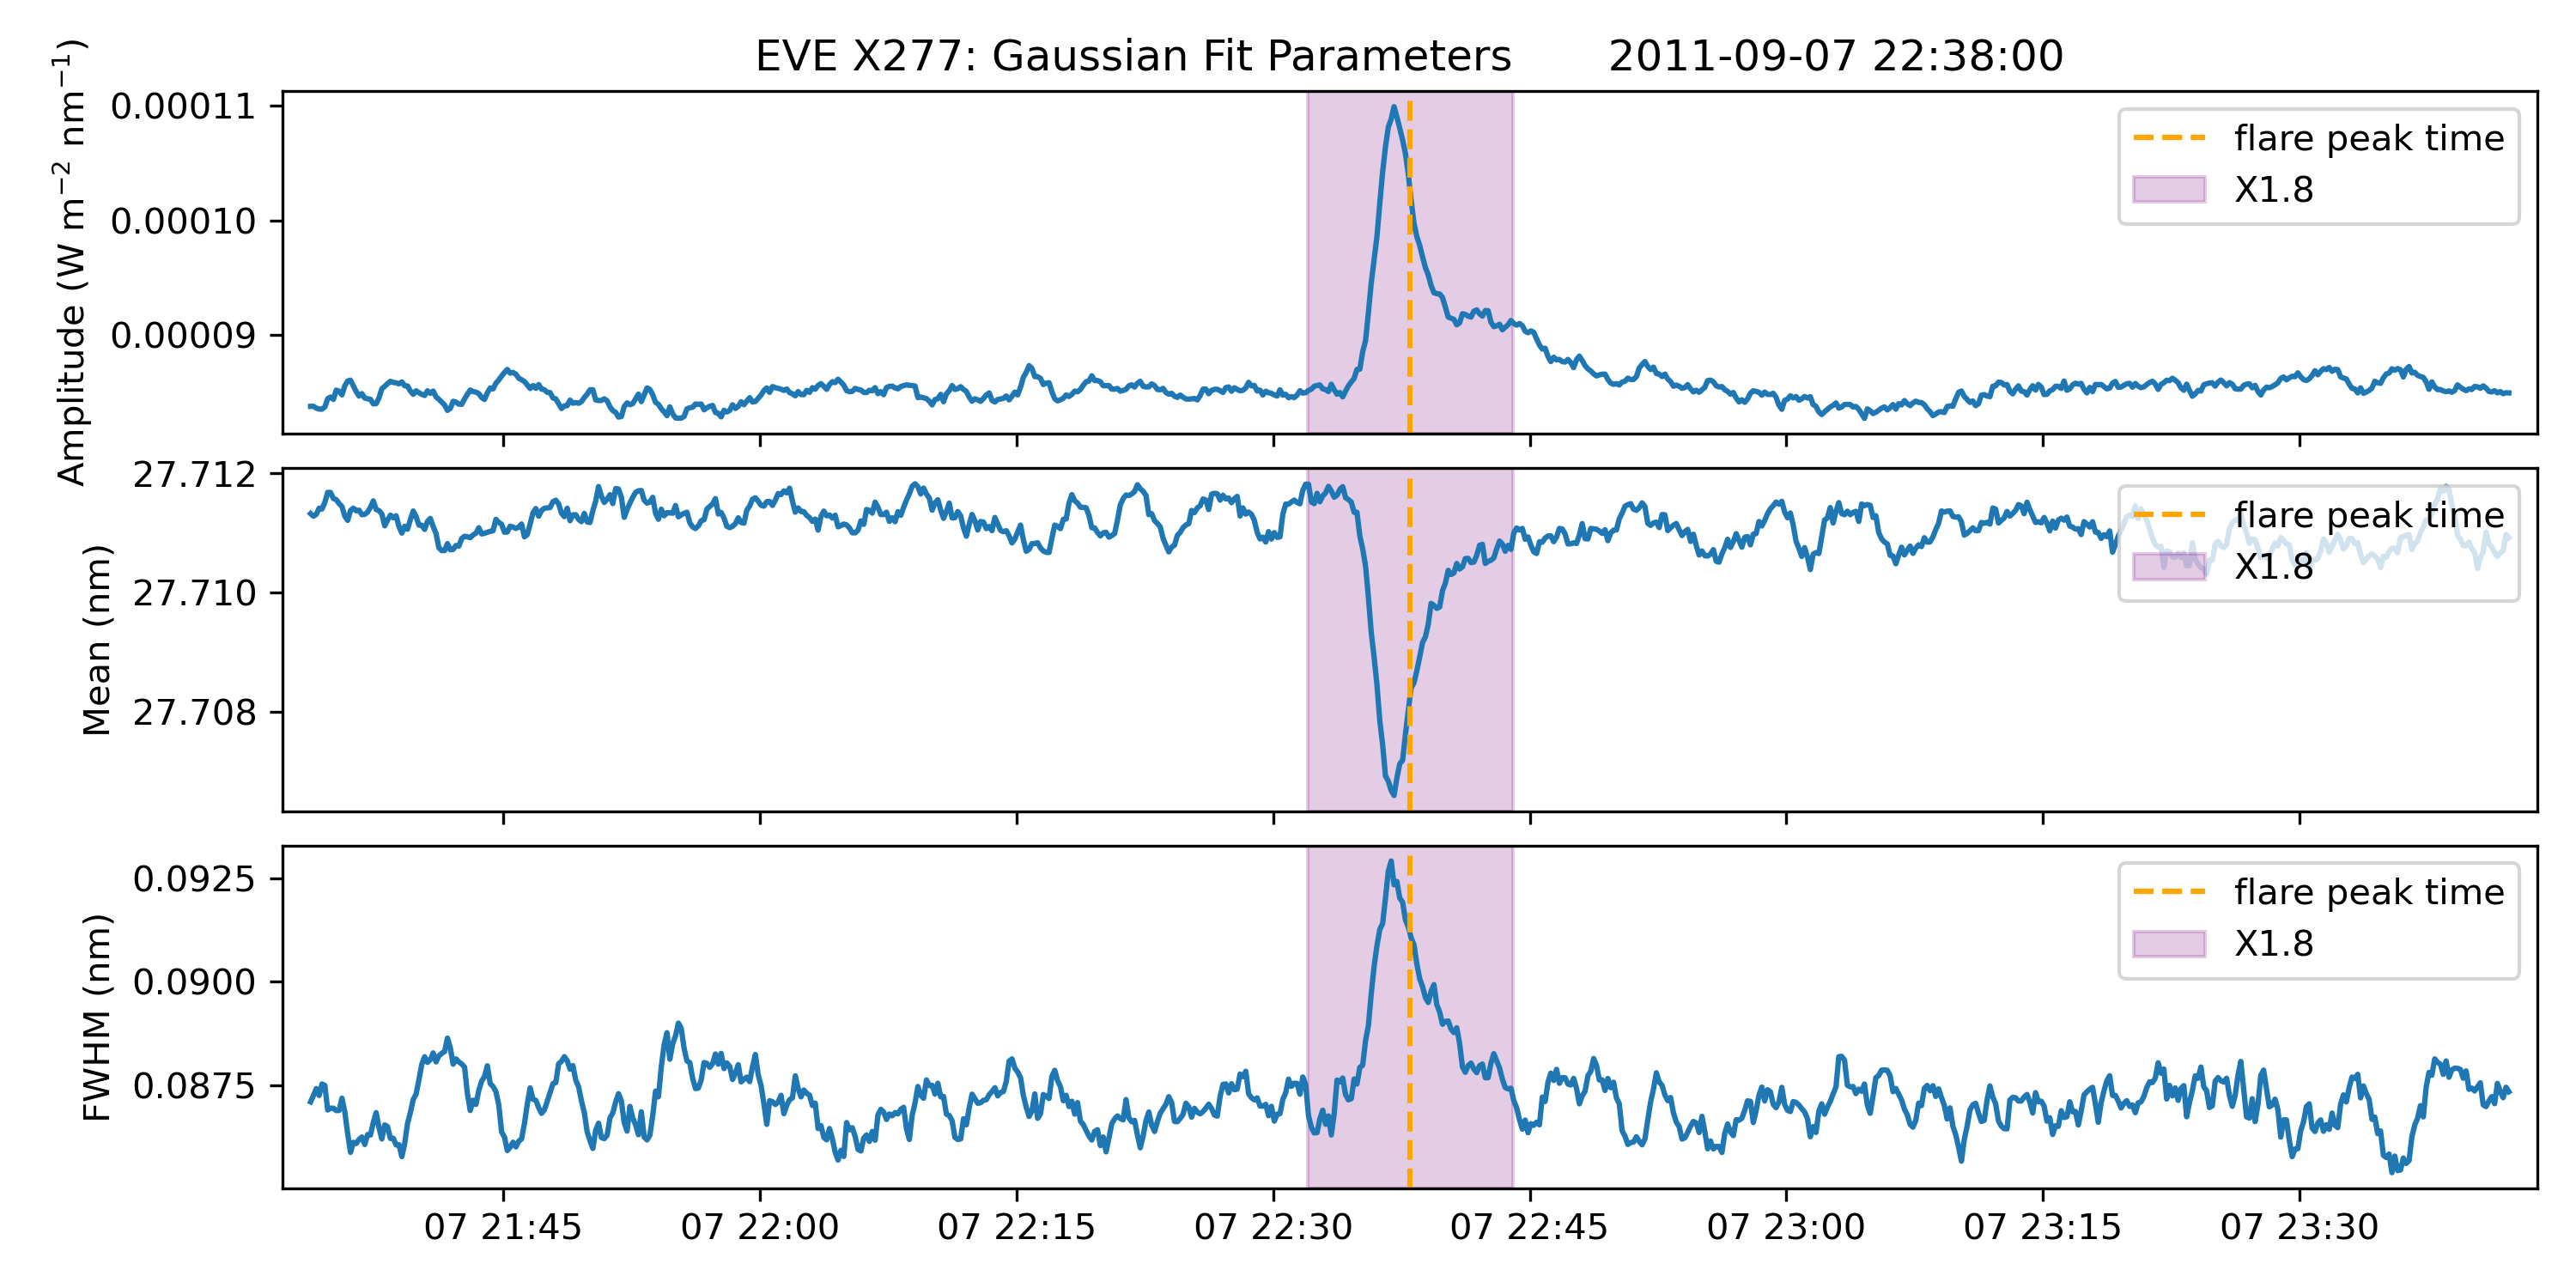 EVE X277: Gaussian Fit Parameters 2011-09-07 22:38:00
Amplitude (W m⁻² nm⁻¹)
0.00011
0.00010
0.00009
flare peak time
X1.8
Mean (nm)
27.712
27.710
27.708
flare peak time
X1.8
FWHM (nm)
0.0925
0.0900
0.0875
flare peak time
X1.8
07 21:45 07 22:00 07 22:15 07 22:30 07 22:45 07 23:00 07 23:15 07 23:30